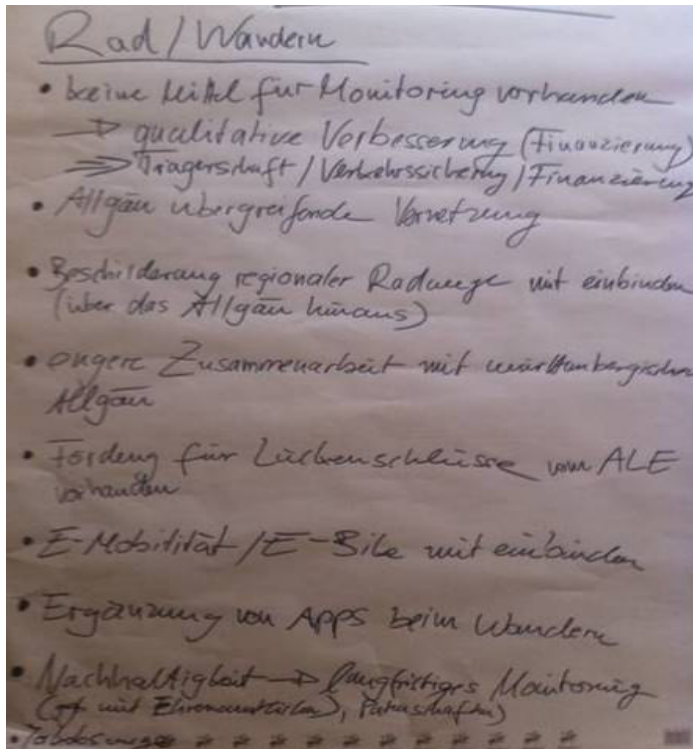 Rad/Wandern
• keine Mittel für Monitoring vorhanden
→ qualitative Verbesserung (Finanzierung)
⇒ Trägerschaft/Verkehrssicherung/Finanzierung
• Allgäu übergreifende Vernetzung
• Beschilderung regionaler Radwege mit einbinden
(über das Allgäu hinaus)
• engere Zusammenarbeit mit württembergischen
Allgäu
• Förderung für Lückenschlüsse vom ALE
vorhanden
• E-Mobilität/E-Bike mit einbinden
• Ergänzung von Apps beim Wandern
• Nachhaltigkeit → langfristiges Monitoring
mit Ehrenamtlichen), Patenschaften)